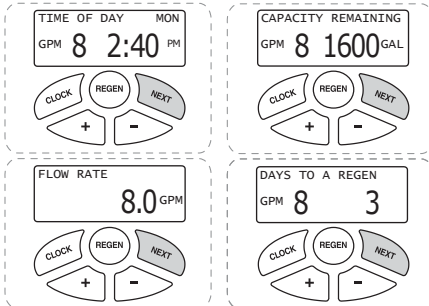 TIME OF DAY MON
GPM 8 2:40 PM
CLOCK REGEN NEXT
+ -
CAPACITY REMAINING
GPM 8 1600 GAL
CLOCK REGEN NEXT
+ -
FLOW RATE
8.0 GPM
CLOCK REGEN NEXT
+ -
DAYS TO A REGEN
GPM 8 3
CLOCK REGEN NEXT
+ -